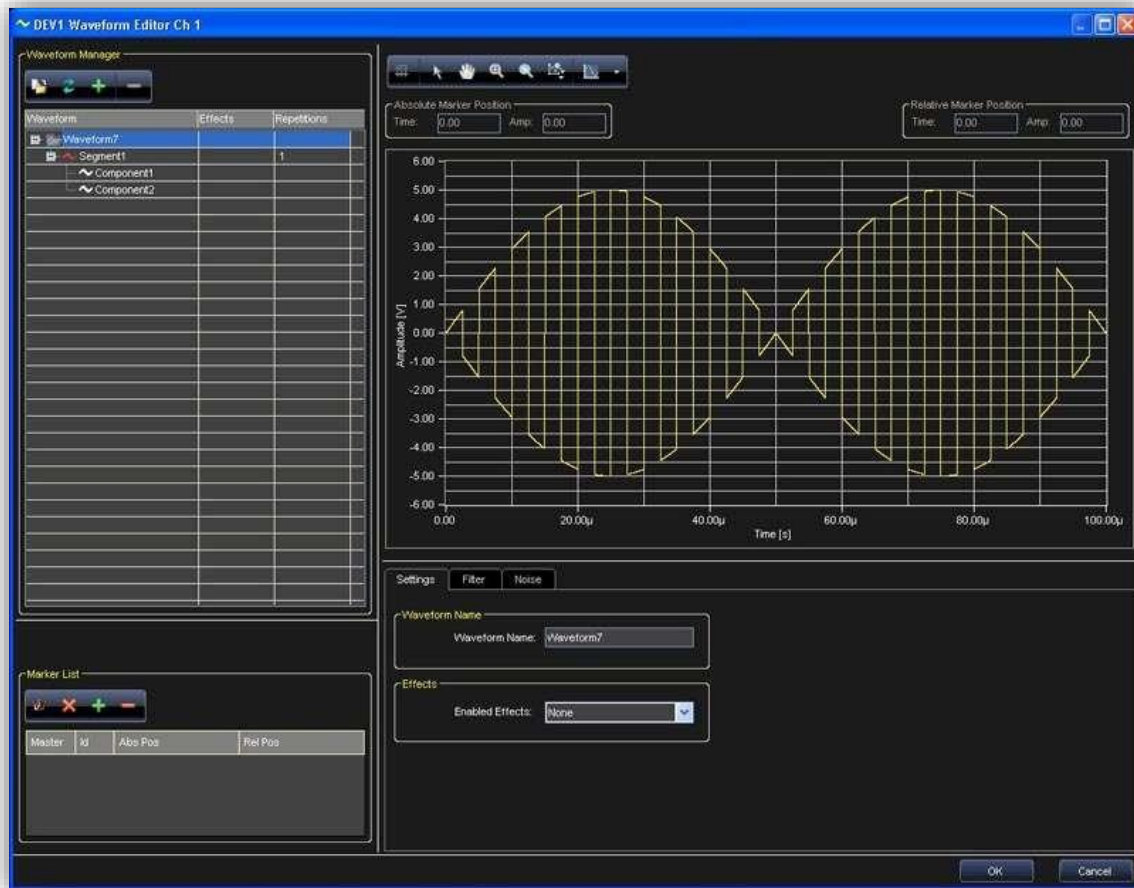 DEV1 Waveform Editor Ch 1
Waveform Manager
Waveform Effects Repetitions
Waveform7
Segment1 1
Component1
Component2
Marker List
Master Id Abs Pos Rel Pos
Absolute Marker Position
Time: 0.00 Amp: 0.00
Relative Marker Position
Time: 0.00 Amp: 0.00
Amplitude [V]
6.00
5.00
4.00
3.00
2.00
1.00
0.00
-1.00
-2.00
-3.00
-4.00
-5.00
-6.00
0.00 20.00µ 40.00µ 60.00µ 80.00µ 100.00µ
Time [s]
Settings Filter Noise
Waveform Name
Waveform Name: Waveform7
Effects
Enabled Effects: None
OK Cancel